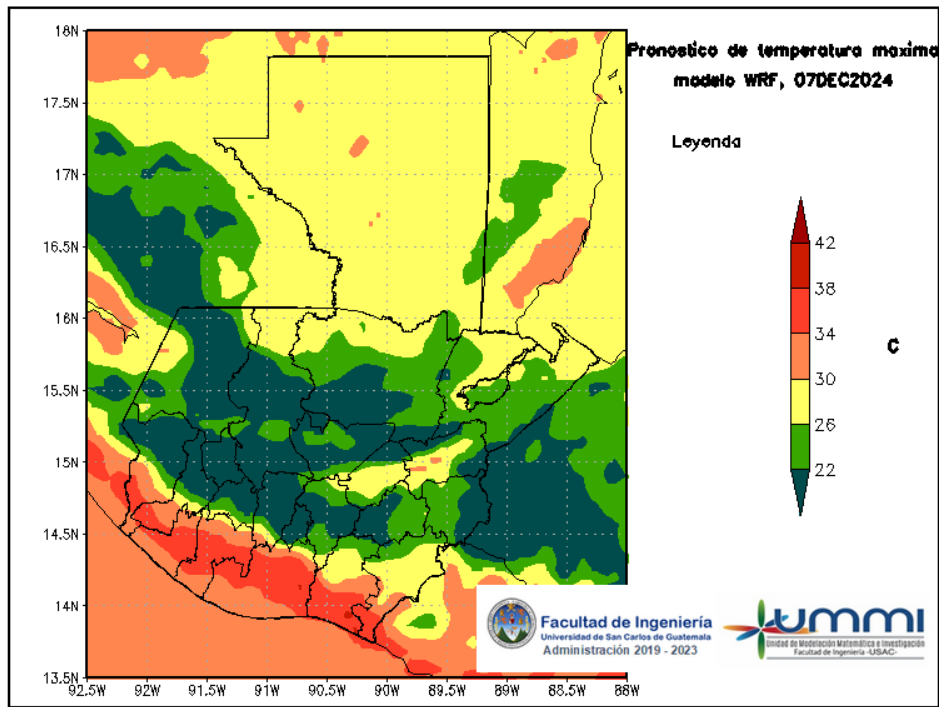 Pronostico de temperatura maxima
modelo WRF, 07DEC2024
Leyenda
42
38
34
30
26
22
C
18N
17.5N
17N
16.5N
16N
15.5N
15N
14.5N
14N
13.5N
92.5W
92W
91.5W
91W
90.5W
90W
89.5W
89W
88.5W
88W
Facultad de Ingeniería
Universidad de San Carlos de Guatemala
Administración 2019 - 2023
ummi
Unidad de Modelación Matemática e Investigación
Facultad de Ingeniería -USAC-